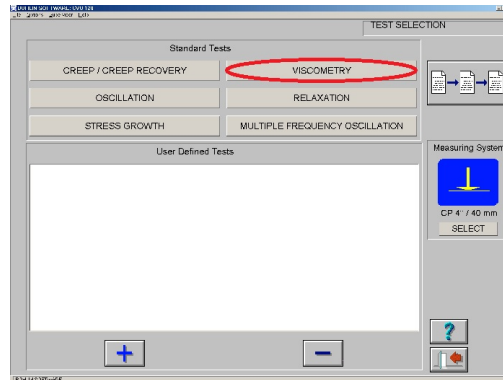 TEST SELECTION
Standard Tests
CREEP / CREEP RECOVERY
VISCOMETRY
OSCILLATION
RELAXATION
STRESS GROWTH
MULTIPLE FREQUENCY OSCILLATION
User Defined Tests
Measuring System
CP 4° / 40 mm
SELECT
+
−
?